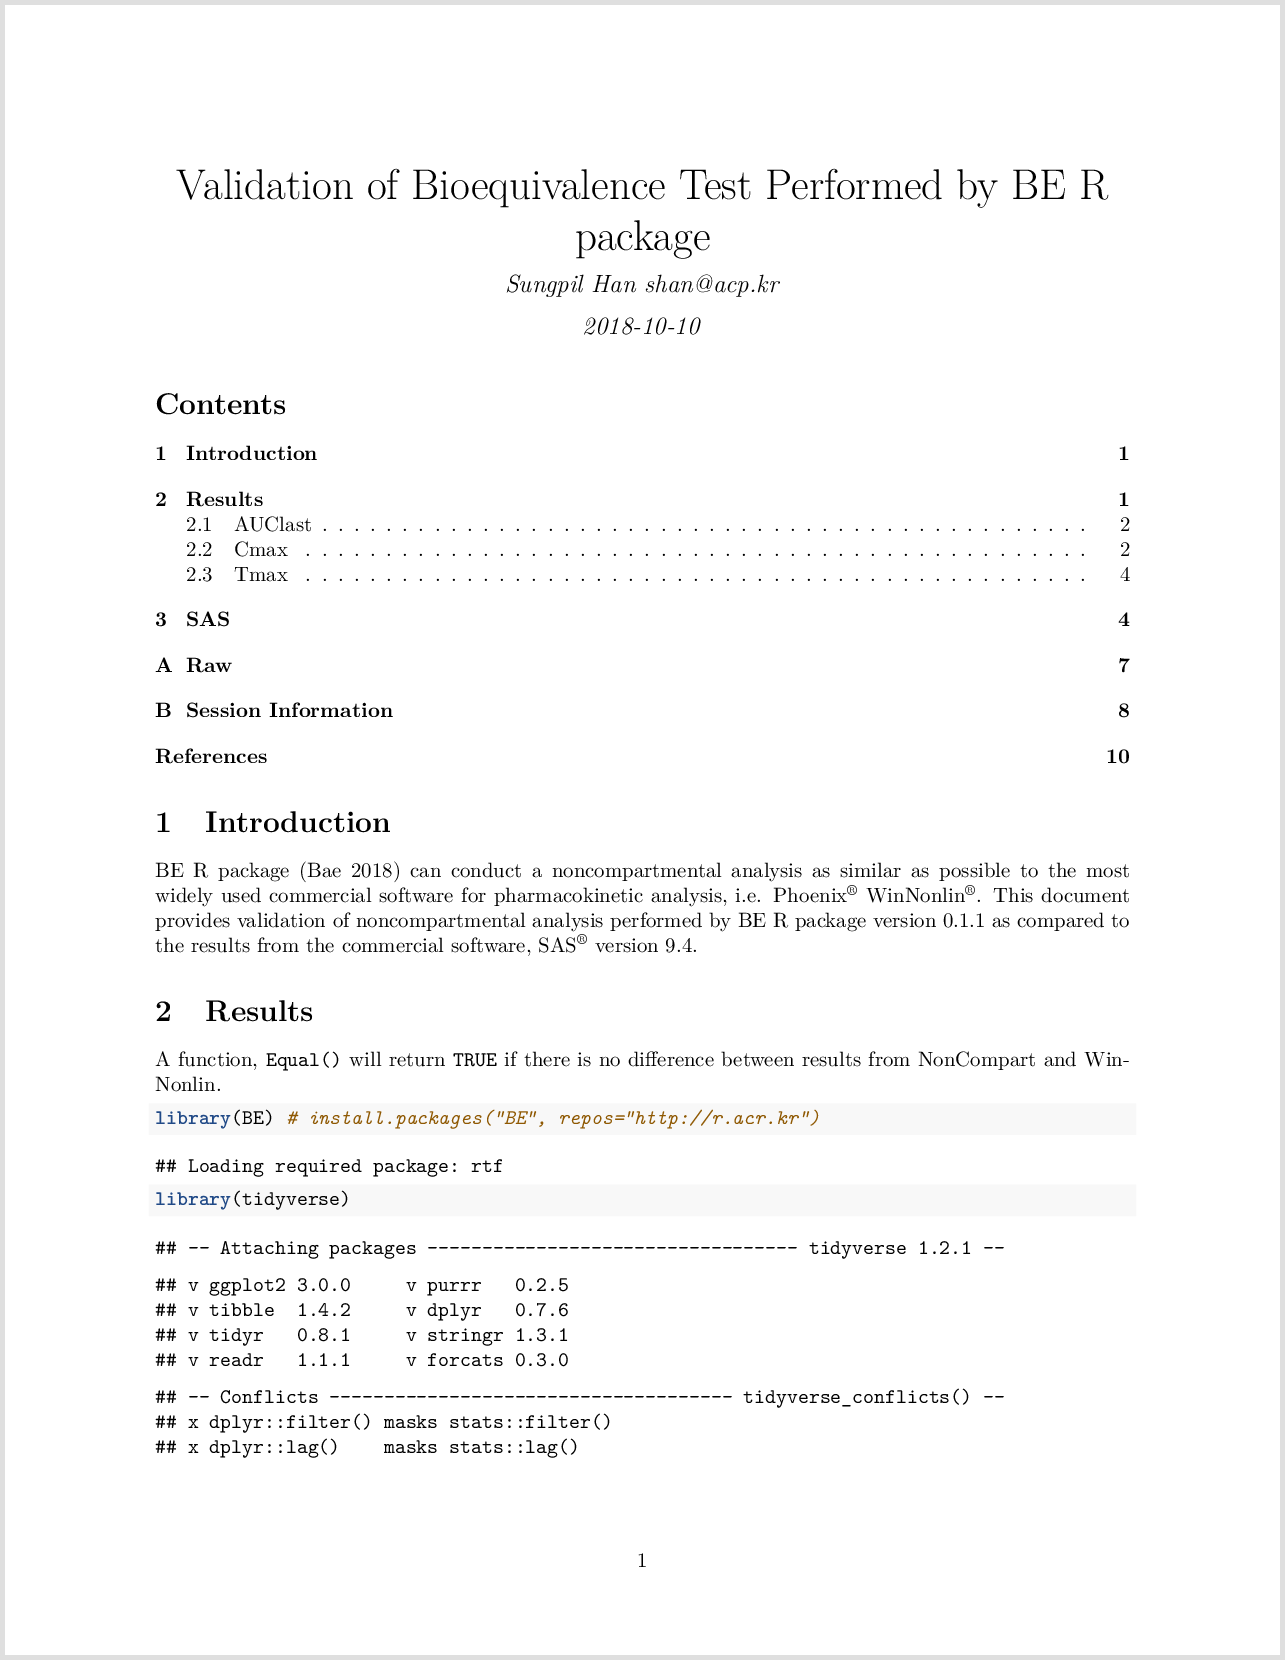 Validation of Bioequivalence Test Performed by BE R
package
Sungpil Han shan@acp.kr
2018-10-10
Contents
1 Introduction 1
2 Results 1
2.1 AUClast . . . . . . . . . . . . . . . . . . . . . . . . . . . . . . . . . . . . . . . . . . . . . . . . 2
2.2 Cmax . . . . . . . . . . . . . . . . . . . . . . . . . . . . . . . . . . . . . . . . . . . . . . . . . 2
2.3 Tmax . . . . . . . . . . . . . . . . . . . . . . . . . . . . . . . . . . . . . . . . . . . . . . . . . 4
3 SAS 4
A Raw 7
B Session Information 8
References 10
1 Introduction
BE R package (Bae 2018) can conduct a noncompartmental analysis as similar as possible to the most
widely used commercial software for pharmacokinetic analysis, i.e. Phoenix® WinNonlin®. This document
provides validation of noncompartmental analysis performed by BE R package version 0.1.1 as compared to
the results from the commercial software, SAS® version 9.4.
2 Results
A function, Equal() will return TRUE if there is no difference between results from NonCompart and Win-
Nonlin.
library(BE) # install.packages("BE", repos="http://r.acr.kr")
## Loading required package: rtf
library(tidyverse)
## -- Attaching packages ---------------------------------- tidyverse 1.2.1 --
## v ggplot2 3.0.0     v purrr   0.2.5
## v tibble  1.4.2     v dplyr   0.7.6
## v tidyr   0.8.1     v stringr 1.3.1
## v readr   1.1.1     v forcats 0.3.0
## -- Conflicts ------------------------------------- tidyverse_conflicts() --
## x dplyr::filter() masks stats::filter()
## x dplyr::lag()    masks stats::lag()
1